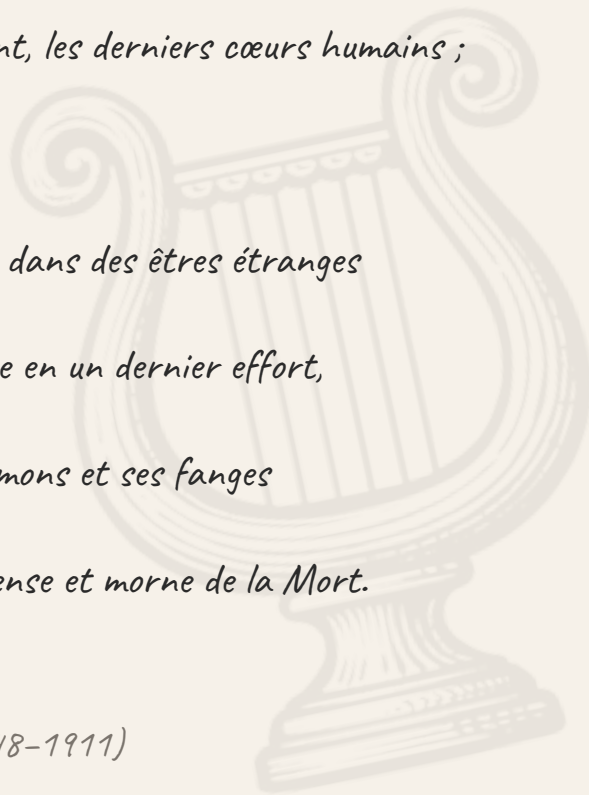 nt, les derniers cœurs humains ;
dans des êtres étranges
e en un dernier effort,
mons et ses fanges
ense et morne de la Mort.
8–1911)